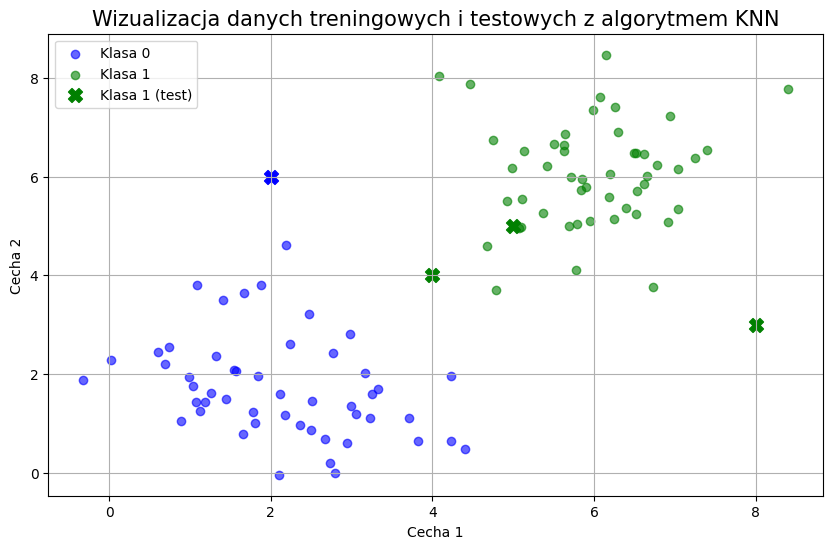 Wizualizacja danych treningowych i testowych z algorytmem KNN
Klasa 0
Klasa 1
Klasa 1 (test)
8
6
4
2
0
Cecha 2
0 2 4 6 8
Cecha 1